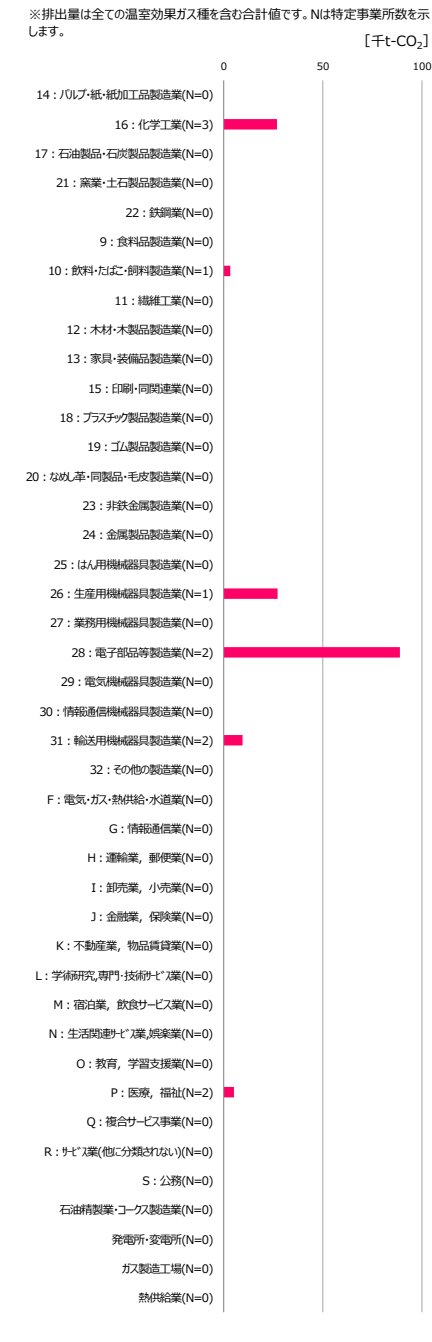 ※排出量は全ての温室効果ガス種を含む合計値です。Nは特定事業所数を示
します。
[千t-CO₂]
0 50 100
14：パルプ・紙・紙加工品製造業(N=0)
16：化学工業(N=3)
17：石油製品・石炭製品製造業(N=0)
21：窯業・土石製品製造業(N=0)
22：鉄鋼業(N=0)
9：食料品製造業(N=0)
10：飲料・たばこ・飼料製造業(N=1)
11：繊維工業(N=0)
12：木材・木製品製造業(N=0)
13：家具・装備品製造業(N=0)
15：印刷・同関連業(N=0)
18：プラスチック製品製造業(N=0)
19：ゴム製品製造業(N=0)
20：なめし革・同製品・毛皮製造業(N=0)
23：非鉄金属製造業(N=0)
24：金属製品製造業(N=0)
25：はん用機械器具製造業(N=0)
26：生産用機械器具製造業(N=1)
27：業務用機械器具製造業(N=0)
28：電子部品等製造業(N=2)
29：電気機械器具製造業(N=0)
30：情報通信機械器具製造業(N=0)
31：輸送用機械器具製造業(N=2)
32：その他の製造業(N=0)
F：電気・ガス・熱供給・水道業(N=0)
G：情報通信業(N=0)
H：運輸業，郵便業(N=0)
I：卸売業，小売業(N=0)
J：金融業，保険業(N=0)
K：不動産業，物品賃貸業(N=0)
L：学術研究,専門・技術ｻｰﾋﾞｽ業(N=0)
M：宿泊業，飲食サービス業(N=0)
N：生活関連ｻｰﾋﾞｽ業,娯楽業(N=0)
O：教育，学習支援業(N=0)
P：医療，福祉(N=2)
Q：複合サービス事業(N=0)
R：ｻｰﾋﾞｽ業(他に分類されない)(N=0)
S：公務(N=0)
石油精製業・コークス製造業(N=0)
発電所・変電所(N=0)
ガス製造工場(N=0)
熱供給業(N=0)